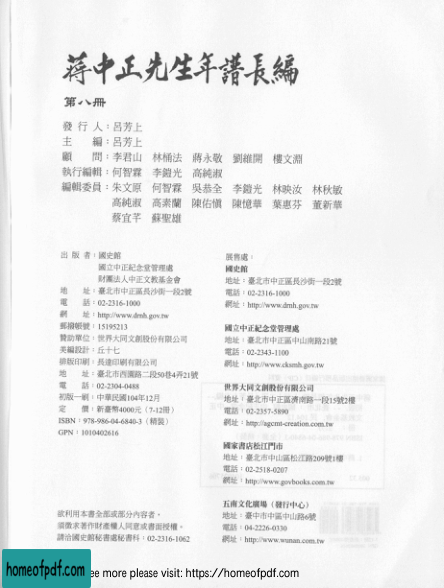 蔣中正先生年譜長編
第八冊
發行人：呂芳上
主編：呂芳上
顧問：李君山 林桶法 蔣永敬 劉維開 樓文淵
執行編輯：何智霖 李鎧光 高純淑
編輯委員：朱文原 何智霖 吳恭全 李鎧光 林映汝 林秋敏
高純淑 高素蘭 陳佑愼 陳憶華 葉惠芬 董新華
蔡宜芊 蘇聖雄
出版者：國史館
國立中正紀念堂管理處
財團法人中正文教基金會
地址：臺北市中正區長沙街一段2號
電話：02-2316-1000
網址：http://www.drnh.gov.tw
郵撥帳號：15195213
贊助單位：世界大同文創股份有限公司
美編設計：丘十七
排版印刷：長達印刷有限公司
地址：臺北市西園路二段50巷4弄21號
電話：02-2304-0488
初版一刷：中華民國104年12月
定價：新臺幣4000元（7-12冊）
ISBN：978-986-04-6840-3（精裝）
GPN：1010402616
欲利用本書全部或部分內容者，
須徵求著作財產權人同意或書面授權。
請洽國史館秘書處秘書科：02-2316-1062
展售處：
國史館
地址：臺北市中正區長沙街一段2號
電話：02-2316-1000
網址：http://www.drnh.gov.tw
國立中正紀念堂管理處
地址：臺北市中正區中山南路21號
電話：02-2343-1100
網址：http://www.cksmh.gov.tw
世界大同文創股份有限公司
地址：臺北市中正區濟南路一段15號2樓
電話：02-2357-5890
網址：http://agcmt-creation.com.tw
國家書店松江門市
地址：臺北市中山區松江路209號1樓
電話：02-2518-0207
網址：http://www.govbooks.com.tw
五南文化廣場（發行中心）
地址：臺中市中區中山路6號
電話：04-2226-0330
網址：http://www.wunan.com.tw
homeofpdf.com
ee more please visit: https://homeofpdf.com